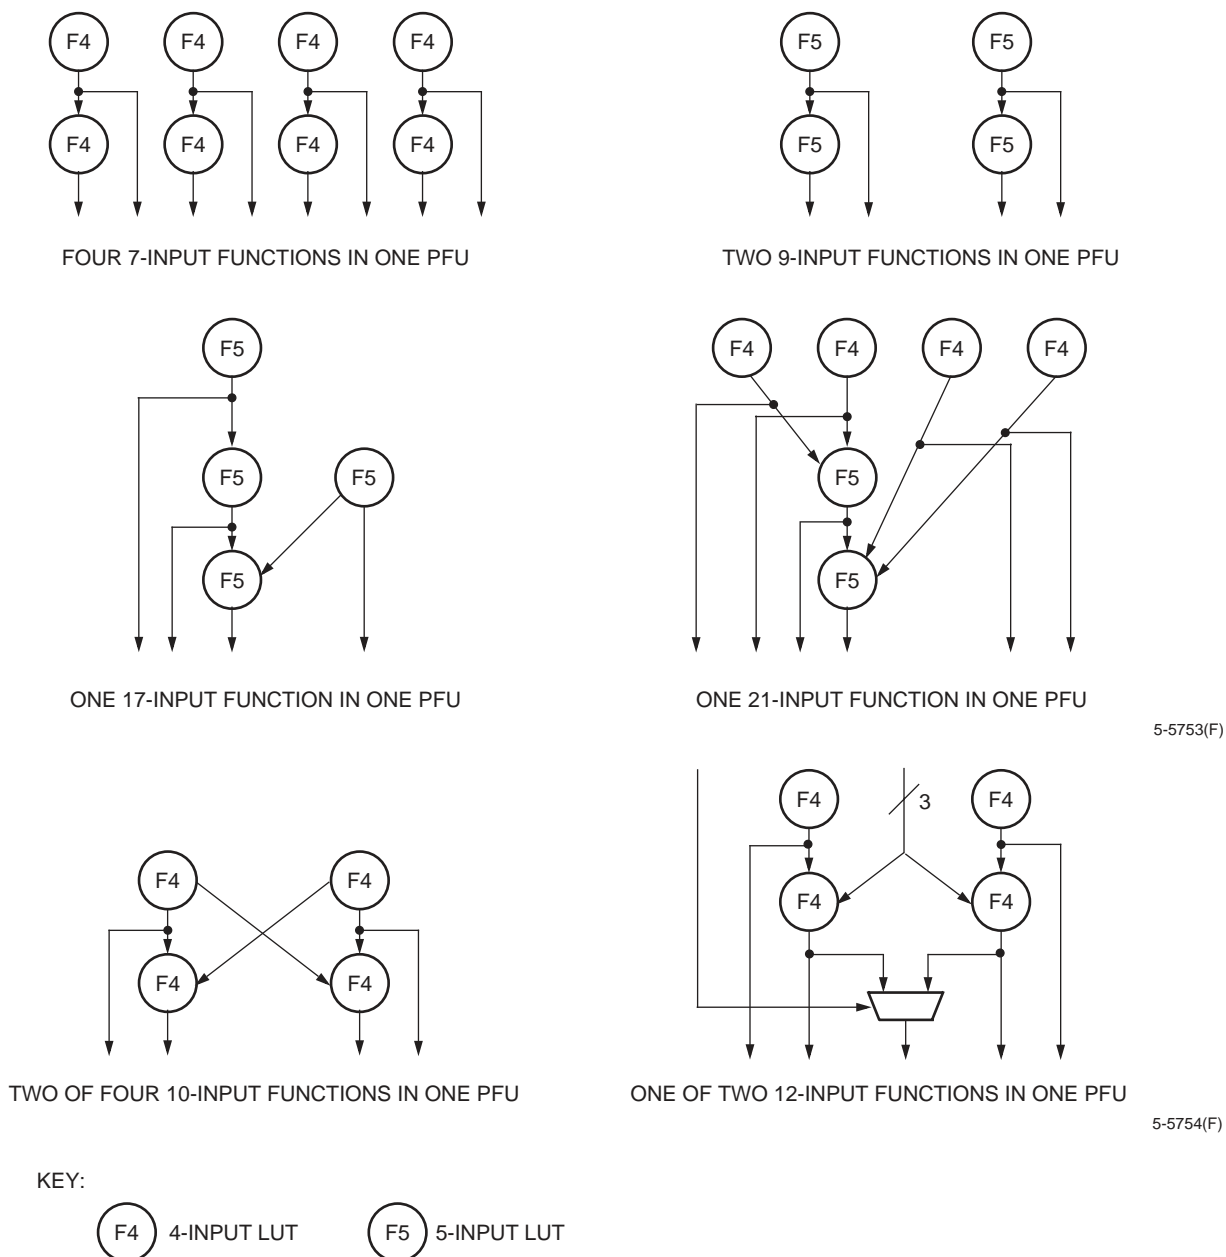 F4 F4 F4 F4
F4 F4 F4 F4
FOUR 7-INPUT FUNCTIONS IN ONE PFU
F5 F5
F5 F5
TWO 9-INPUT FUNCTIONS IN ONE PFU
F5
F5 F5
F5
ONE 17-INPUT FUNCTION IN ONE PFU
F4 F4 F4 F4
F5
F5
ONE 21-INPUT FUNCTION IN ONE PFU
5-5753(F)
F4 F4
F4 F4
TWO OF FOUR 10-INPUT FUNCTIONS IN ONE PFU
F4 3 F4
F4 F4
ONE OF TWO 12-INPUT FUNCTIONS IN ONE PFU
5-5754(F)
KEY:
F4 4-INPUT LUT F5 5-INPUT LUT